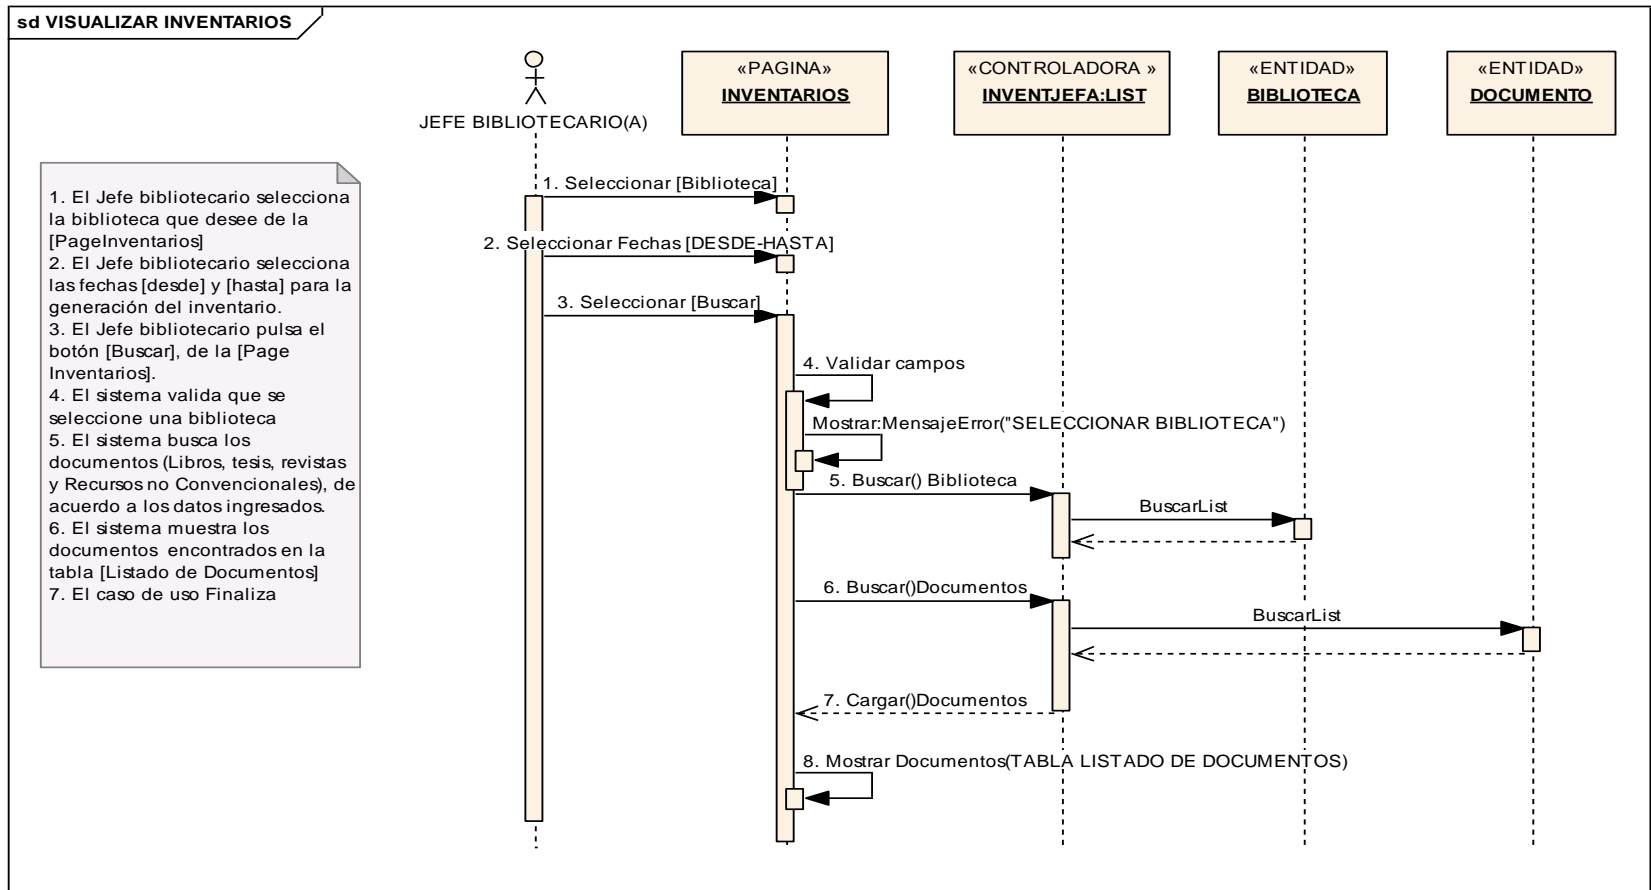 sd VISUALIZAR INVENTARIOS
JEFE BIBLIOTECARIO(A)
«PAGINA»
INVENTARIOS
«CONTROLADORA »
INVENTJEFA:LIST
«ENTIDAD»
BIBLIOTECA
«ENTIDAD»
DOCUMENTO
1. El Jefe bibliotecario selecciona
la biblioteca que desee de la
[PageInventarios]
2. El Jefe bibliotecario selecciona
las fechas [desde] y [hasta] para la
generación del inventario.
3. El Jefe bibliotecario pulsa el
botón [Buscar], de la [Page
Inventarios].
4. El sistema valida que se
seleccione una biblioteca
5. El sistema busca los
documentos (Libros, tesis, revistas
y Recursos no Convencionales), de
acuerdo a los datos ingresados.
6. El sistema muestra los
documentos  encontrados en la
tabla [Listado de Documentos]
7. El caso de uso Finaliza
1. Seleccionar [Biblioteca]
2. Seleccionar Fechas [DESDE-HASTA]
3. Seleccionar [Buscar]
4. Validar campos
Mostrar:MensajeError("SELECCIONAR BIBLIOTECA")
5. Buscar() Biblioteca
BuscarList
6. Buscar()Documentos
BuscarList
7. Cargar()Documentos
8. Mostrar Documentos(TABLA LISTADO DE DOCUMENTOS)